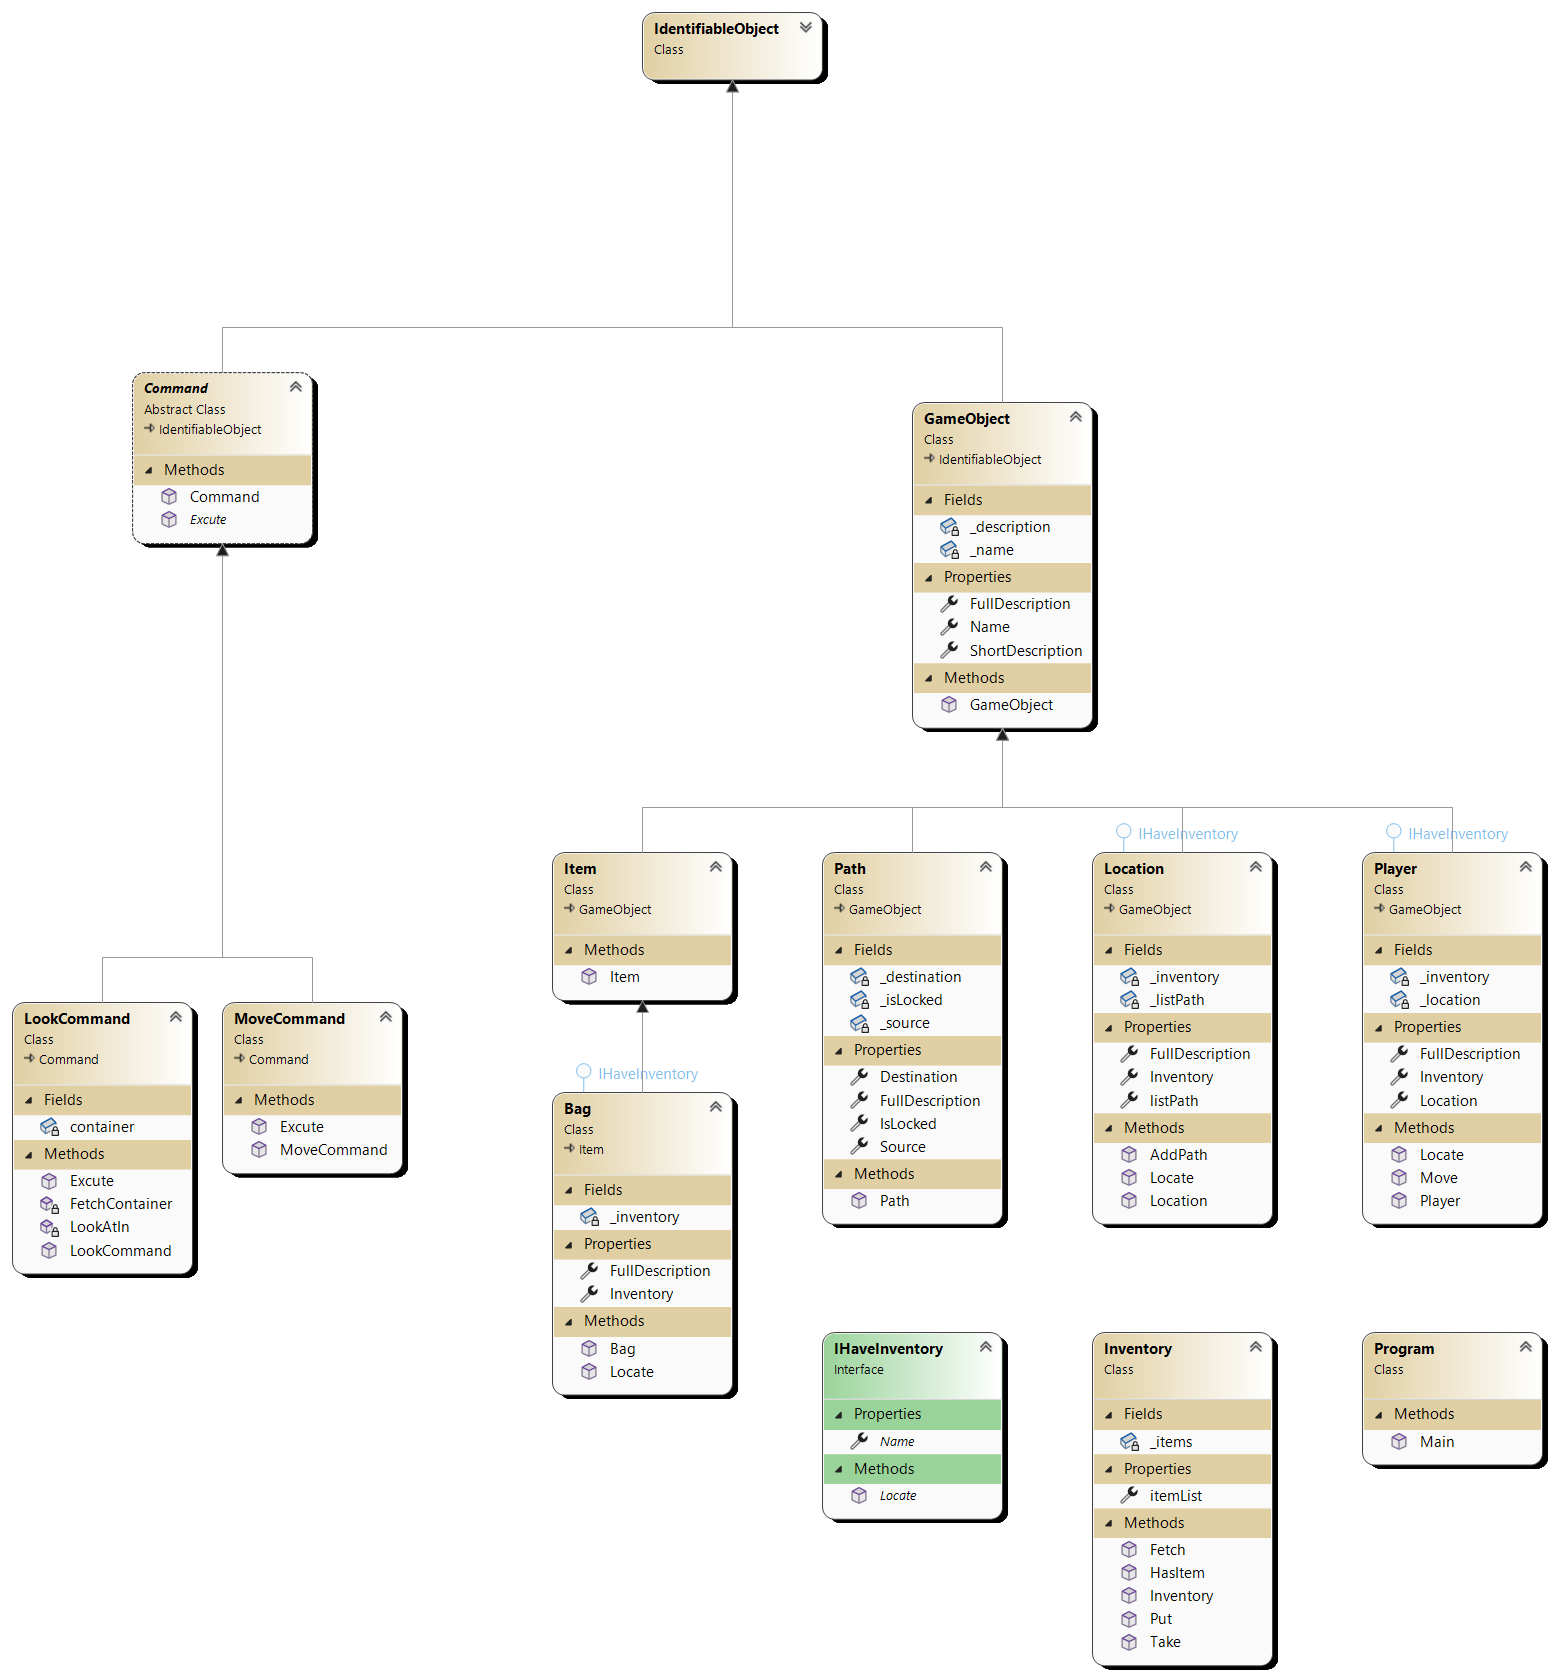 IdentifiableObject
Class
Command
Abstract Class
IdentifiableObject
Methods
Command
Excute
GameObject
Class
IdentifiableObject
Fields
_description
_name
Properties
FullDescription
Name
ShortDescription
Methods
GameObject
LookCommand
Class
Command
Fields
container
Methods
Excute
FetchContainer
LookAtIn
LookCommand
MoveCommand
Class
Command
Methods
Excute
MoveCommand
Item
Class
GameObject
Methods
Item
IHaveInventory
Bag
Class
Item
Fields
_inventory
Properties
FullDescription
Inventory
Methods
Bag
Locate
Path
Class
GameObject
Fields
_destination
_isLocked
_source
Properties
Destination
FullDescription
IsLocked
Source
Methods
Path
IHaveInventory
Location
Class
GameObject
Fields
_inventory
_listPath
Properties
FullDescription
Inventory
listPath
Methods
AddPath
Locate
Location
IHaveInventory
Player
Class
GameObject
Fields
_inventory
_location
Properties
FullDescription
Inventory
Location
Methods
Locate
Move
Player
IHaveInventory
Interface
Properties
Name
Methods
Locate
Inventory
Class
Fields
_items
Properties
itemList
Methods
Fetch
HasItem
Inventory
Put
Take
Program
Class
Methods
Main